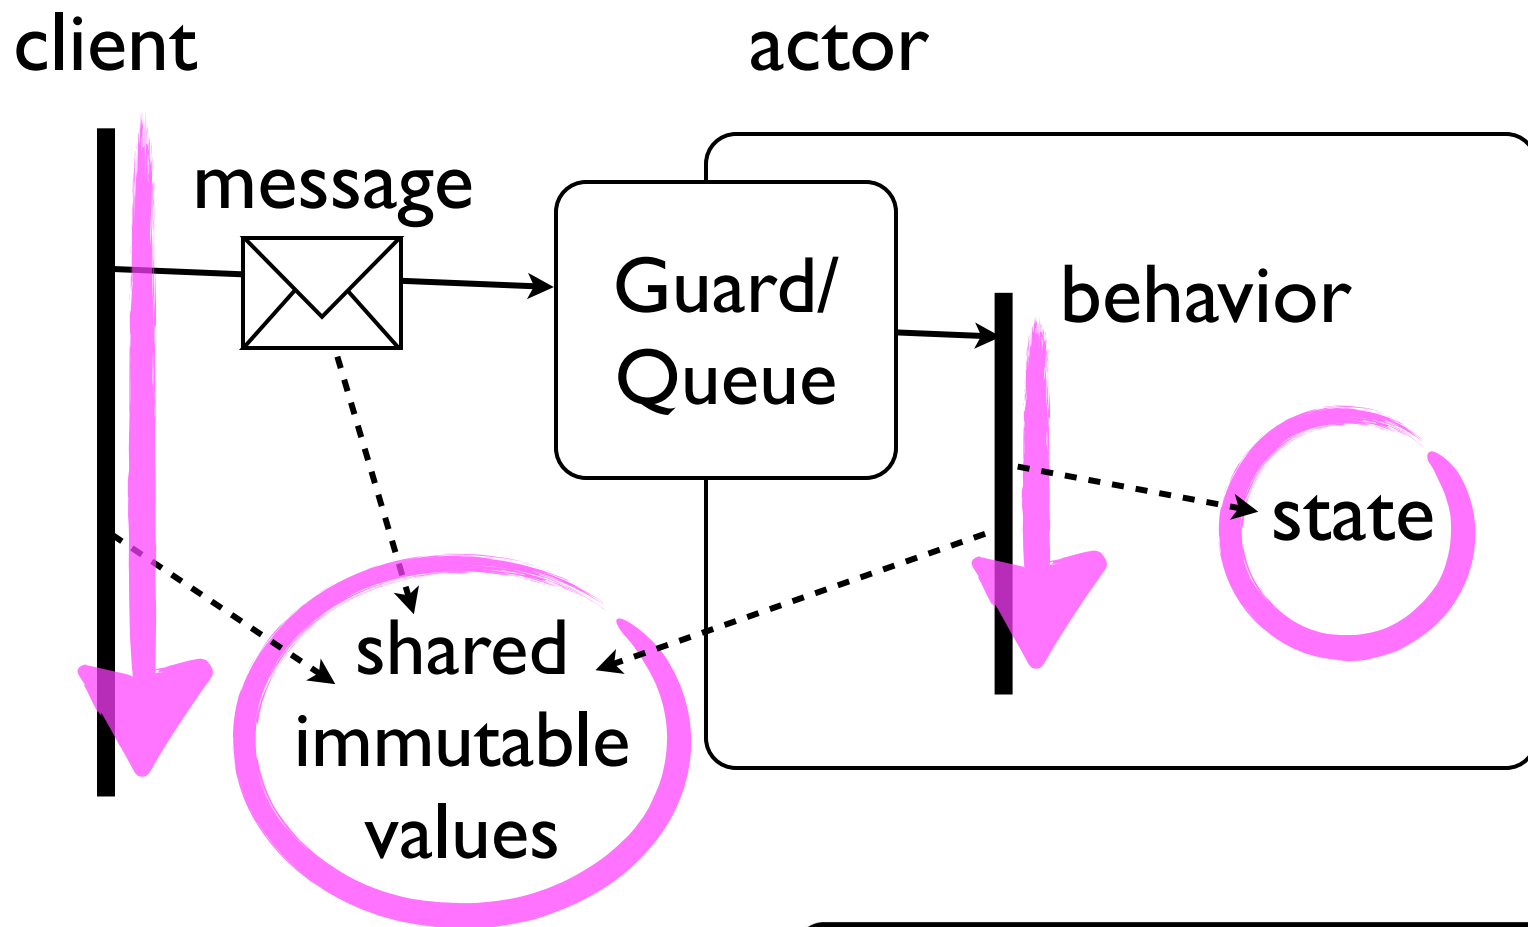 client
actor
message
Guard/
Queue
behavior
state
shared
immutable
values